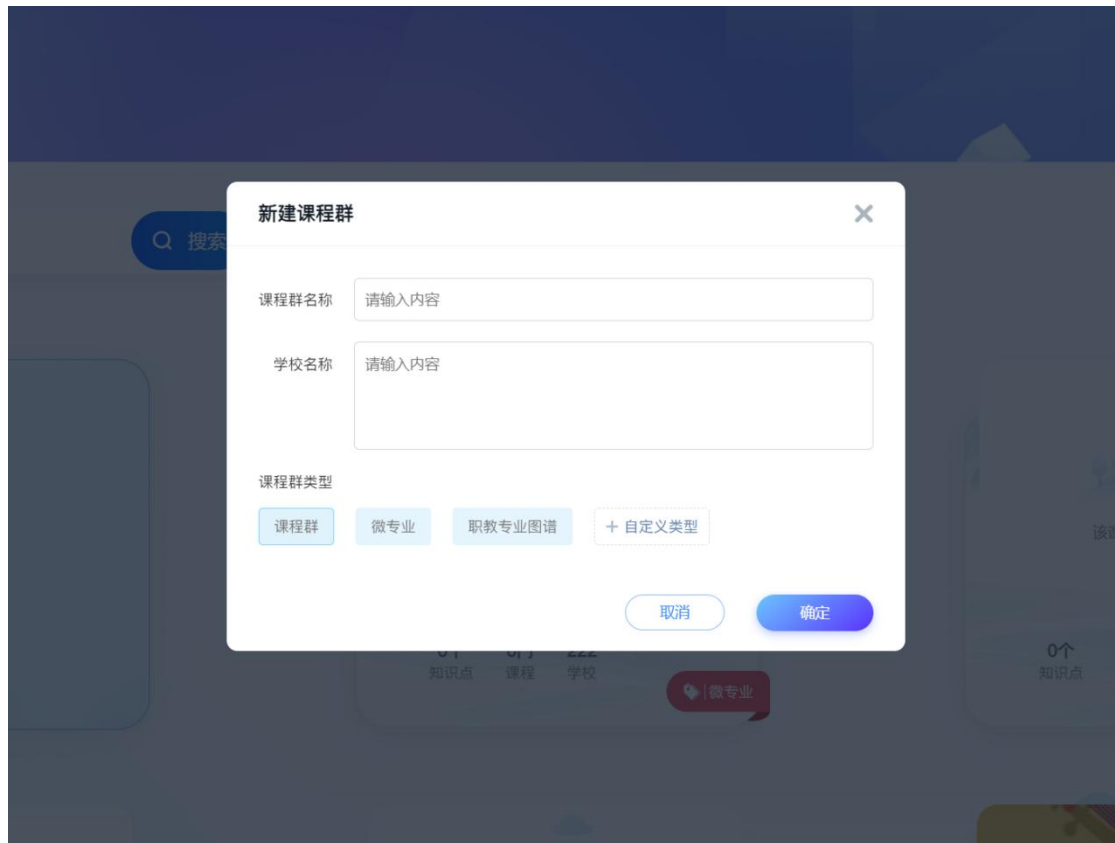 新建课程群
搜索
课程群名称 请输入内容
学校名称 请输入内容
课程群类型
课程群 微专业 职教专业图谱 + 自定义类型
取消 确定
知识点 课程 学校
微专业
0个
知识点